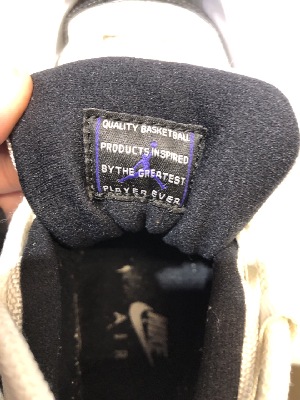 QUALITY BASKETBALL
PRODUCTS INSPIRED
BY THE GREATEST
PLAYER EVER
NIKE
AIR